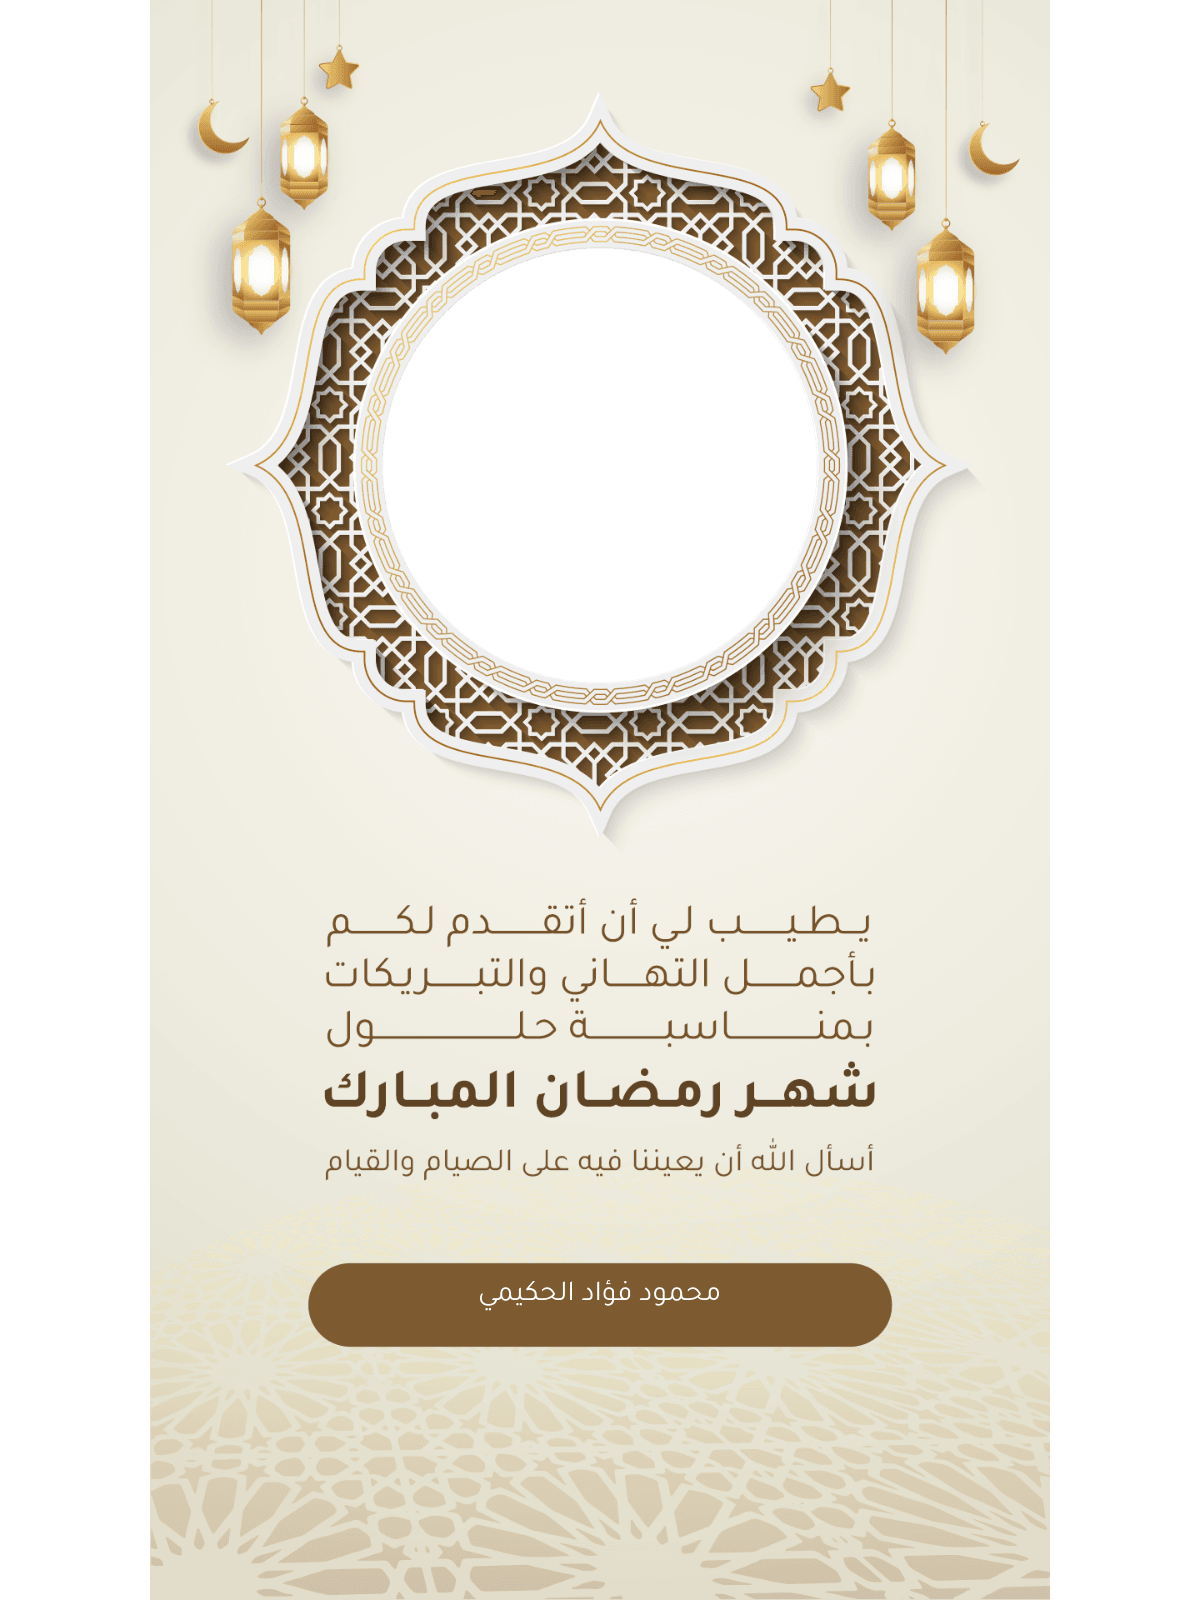 يطيب لي أن أتقدم لكم
بأجمل التهاني والتبريكات
بمناسبة حلول
شهر رمضان المبارك
أسأل الله أن يعيننا فيه على الصيام والقيام
محمود فؤاد الحكيمي